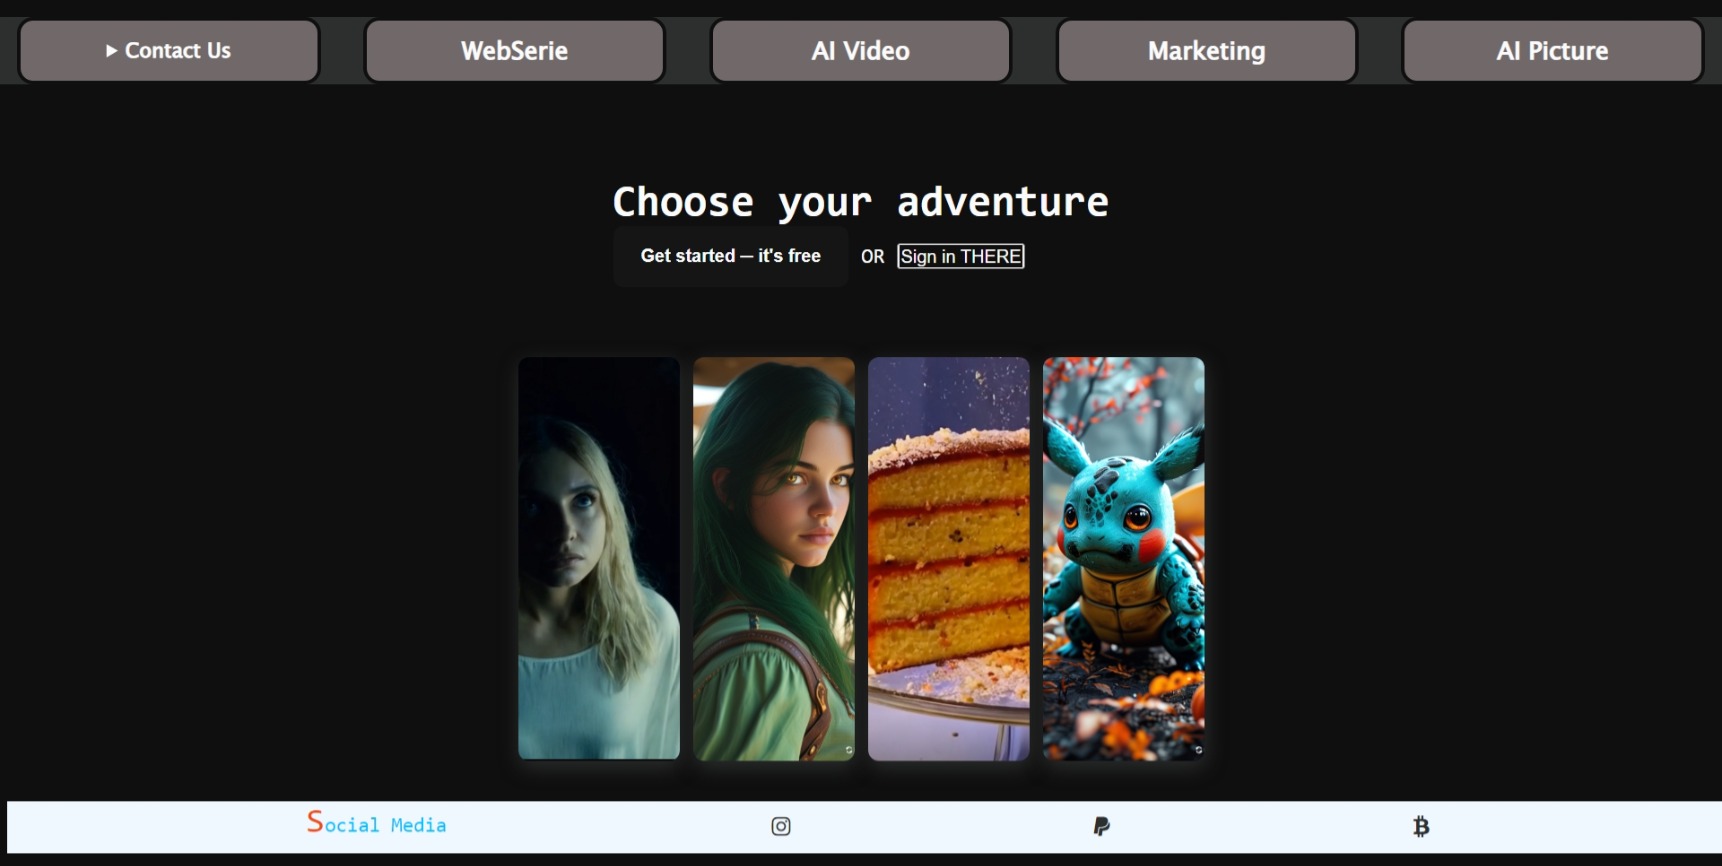 Contact Us
WebSerie
AI Video
Marketing
AI Picture
Choose your adventure
Get started — it's free
OR
Sign in THERE
Social Media